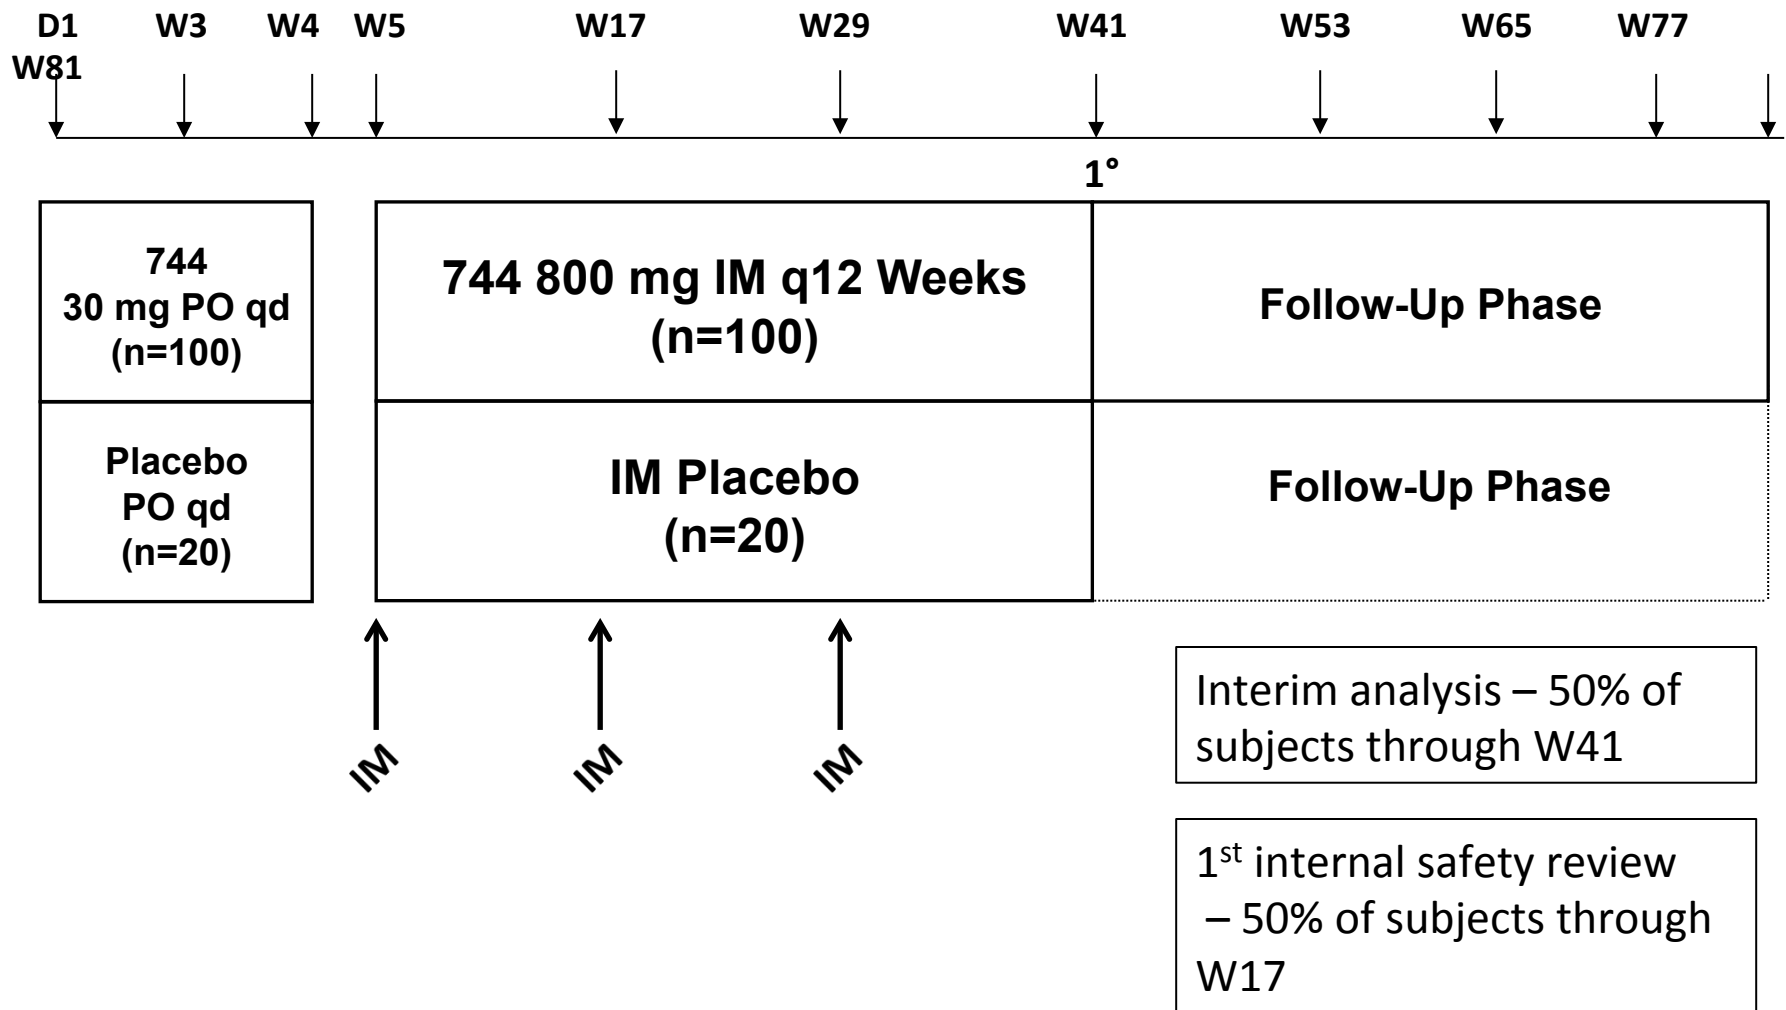 D1 W3 W4 W5 W17 W29 W41 W53 W65 W77
W81
1°
744
30 mg PO qd
(n=100)
744 800 mg IM q12 Weeks
(n=100)
Follow-Up Phase
Placebo
PO qd
(n=20)
IM Placebo
(n=20)
Follow-Up Phase
IM IM IM
Interim analysis – 50% of
subjects through W41
1st internal safety review
– 50% of subjects through
W17